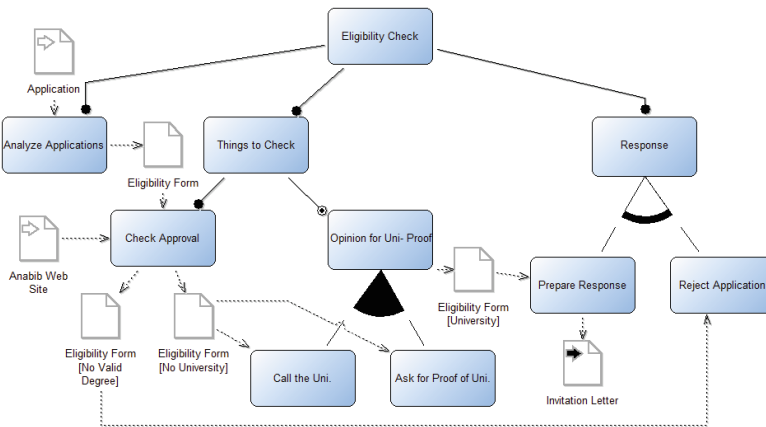 Eligibility Check
Application
Analyze Applications
Things to Check
Response
Eligibility Form
Check Approval
Opinion for Uni- Proof
Anabib Web
Site
Eligibility Form
[University]
Prepare Response
Reject Application
Eligibility Form
[No Valid
Degree]
Eligibility Form
[No University]
Call the Uni.
Ask for Proof of Uni.
Invitation Letter